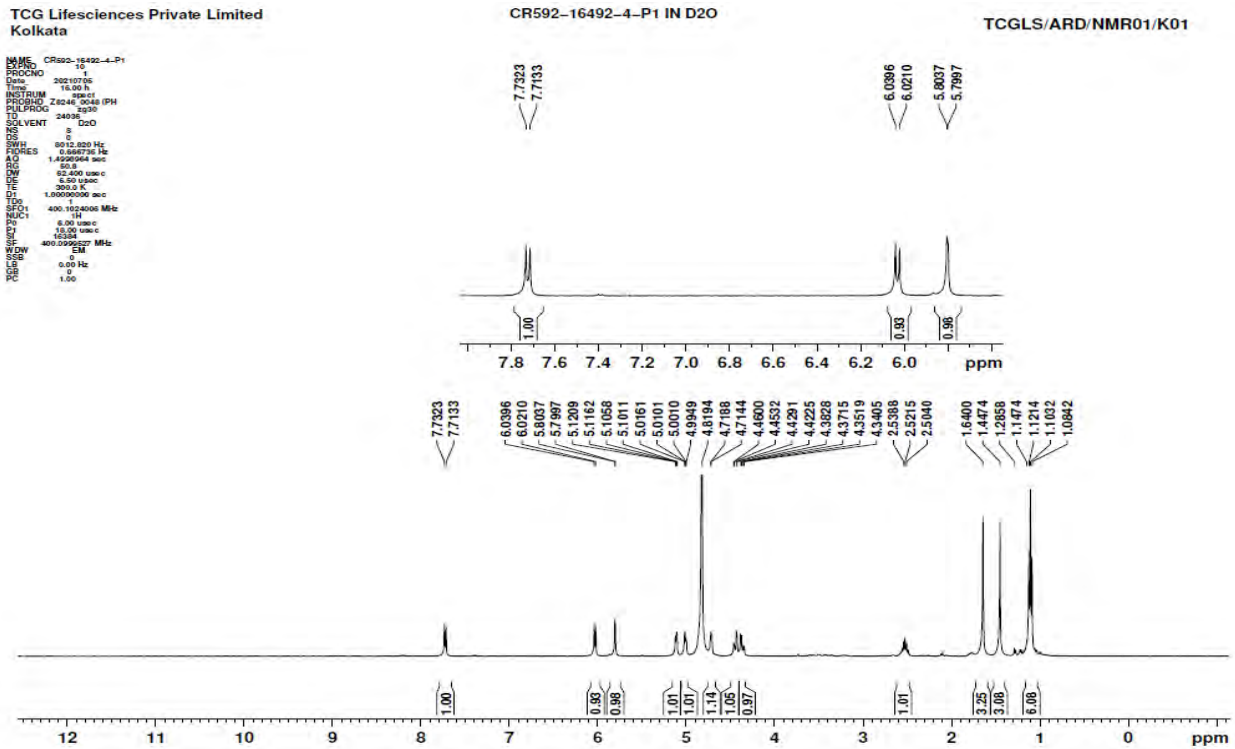 TCG Lifesciences Private Limited
Kolkata
CR592-16492-4-P1 IN D2O
TCGLS/ARD/NMR01/K01
NAME CR592-16492-4-P1
EXPNO 10
PROCNO 1
Date_ 20210705
Time 16.00 h
INSTRUM spect
PROBHD Z8246_0048 (PH
PULPROG zg30
TD 24036
SOLVENT D2O
NS 8
DS 0
SWH 8012.820 Hz
FIDRES 0.666735 Hz
AQ 1.4998964 sec
RG 50.8
DW 62.400 usec
DE 6.50 usec
TE 300.0 K
D1 1.00000000 sec
TD0 1
SFO1 400.1024006 MHz
NUC1 1H
P0 6.00 usec
P1 18.00 usec
SI 16384
SF 400.0999527 MHz
WDW EM
SSB 0
LB 0.00 Hz
GB 0
PC 1.00
7.7323
7.7133
6.0396
6.0210
5.8037
5.7997
1.00
0.93
0.98
7.8 7.6 7.4 7.2 7.0 6.8 6.6 6.4 6.2 6.0 ppm
7.7323
7.7133
6.0396
6.0210
5.8037
5.7997
5.1209
5.1162
5.1058
5.1011
5.0161
5.0101
5.0010
4.9949
4.8194
4.7188
4.7144
4.4600
4.4532
4.4291
4.4225
4.3828
4.3715
4.3519
4.3405
2.5388
2.5215
2.5040
1.6400
1.4474
1.2858
1.1474
1.1214
1.1032
1.0842
1.00
0.93
0.98
1.01
1.01
1.14
1.05
0.97
1.01
3.25
3.08
6.08
12 11 10 9 8 7 6 5 4 3 2 1 0 ppm